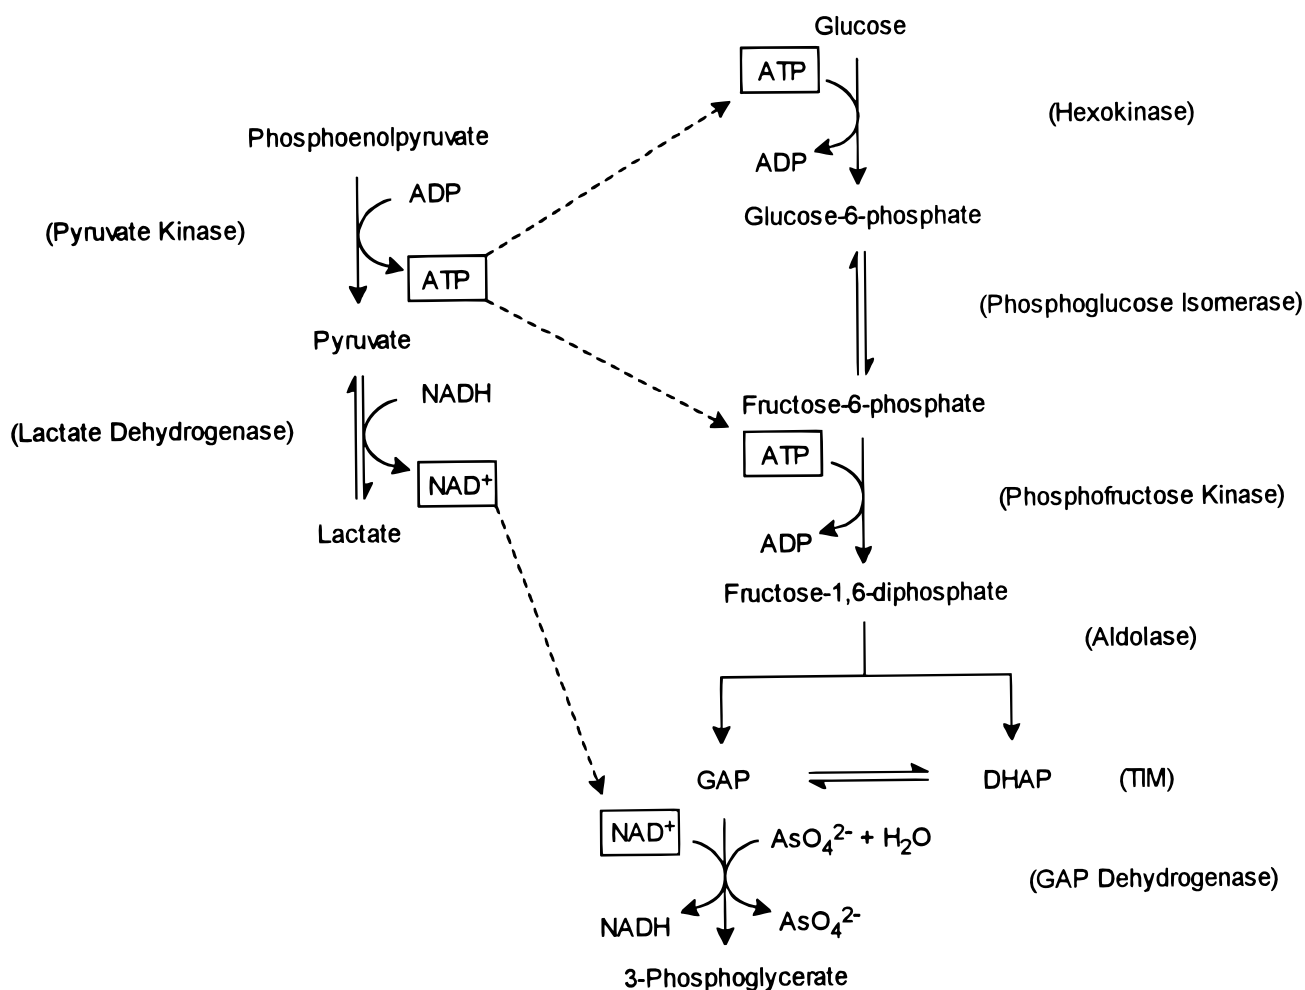 Glucose
ATP
(Hexokinase)
Phosphoenolpyruvate
ADP
ADP
Glucose-6-phosphate
(Pyruvate Kinase)
ATP
(Phosphoglucose Isomerase)
Pyruvate
NADH
Fructose-6-phosphate
(Lactate Dehydrogenase)
ATP
NAD⁺
(Phosphofructose Kinase)
Lactate
ADP
Fructose-1,6-diphosphate
(Aldolase)
GAP
DHAP
(TIM)
NAD⁺
AsO₄²⁻ + H₂O
(GAP Dehydrogenase)
NADH
AsO₄²⁻
3-Phosphoglycerate